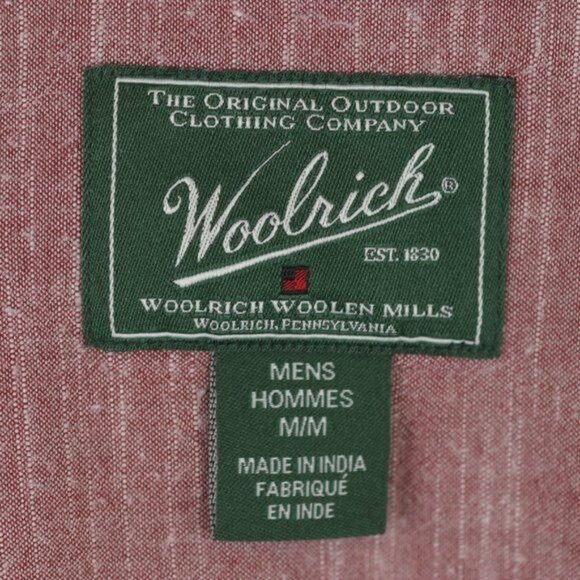 THE ORIGINAL OUTDOOR
CLOTHING COMPANY
Woolrich®
EST. 1830
WOOLRICH WOOLEN MILLS
WOOLRICH, PENNSYLVANIA
MENS
HOMMES
M/M
MADE IN INDIA
FABRIQUÉ
EN INDE